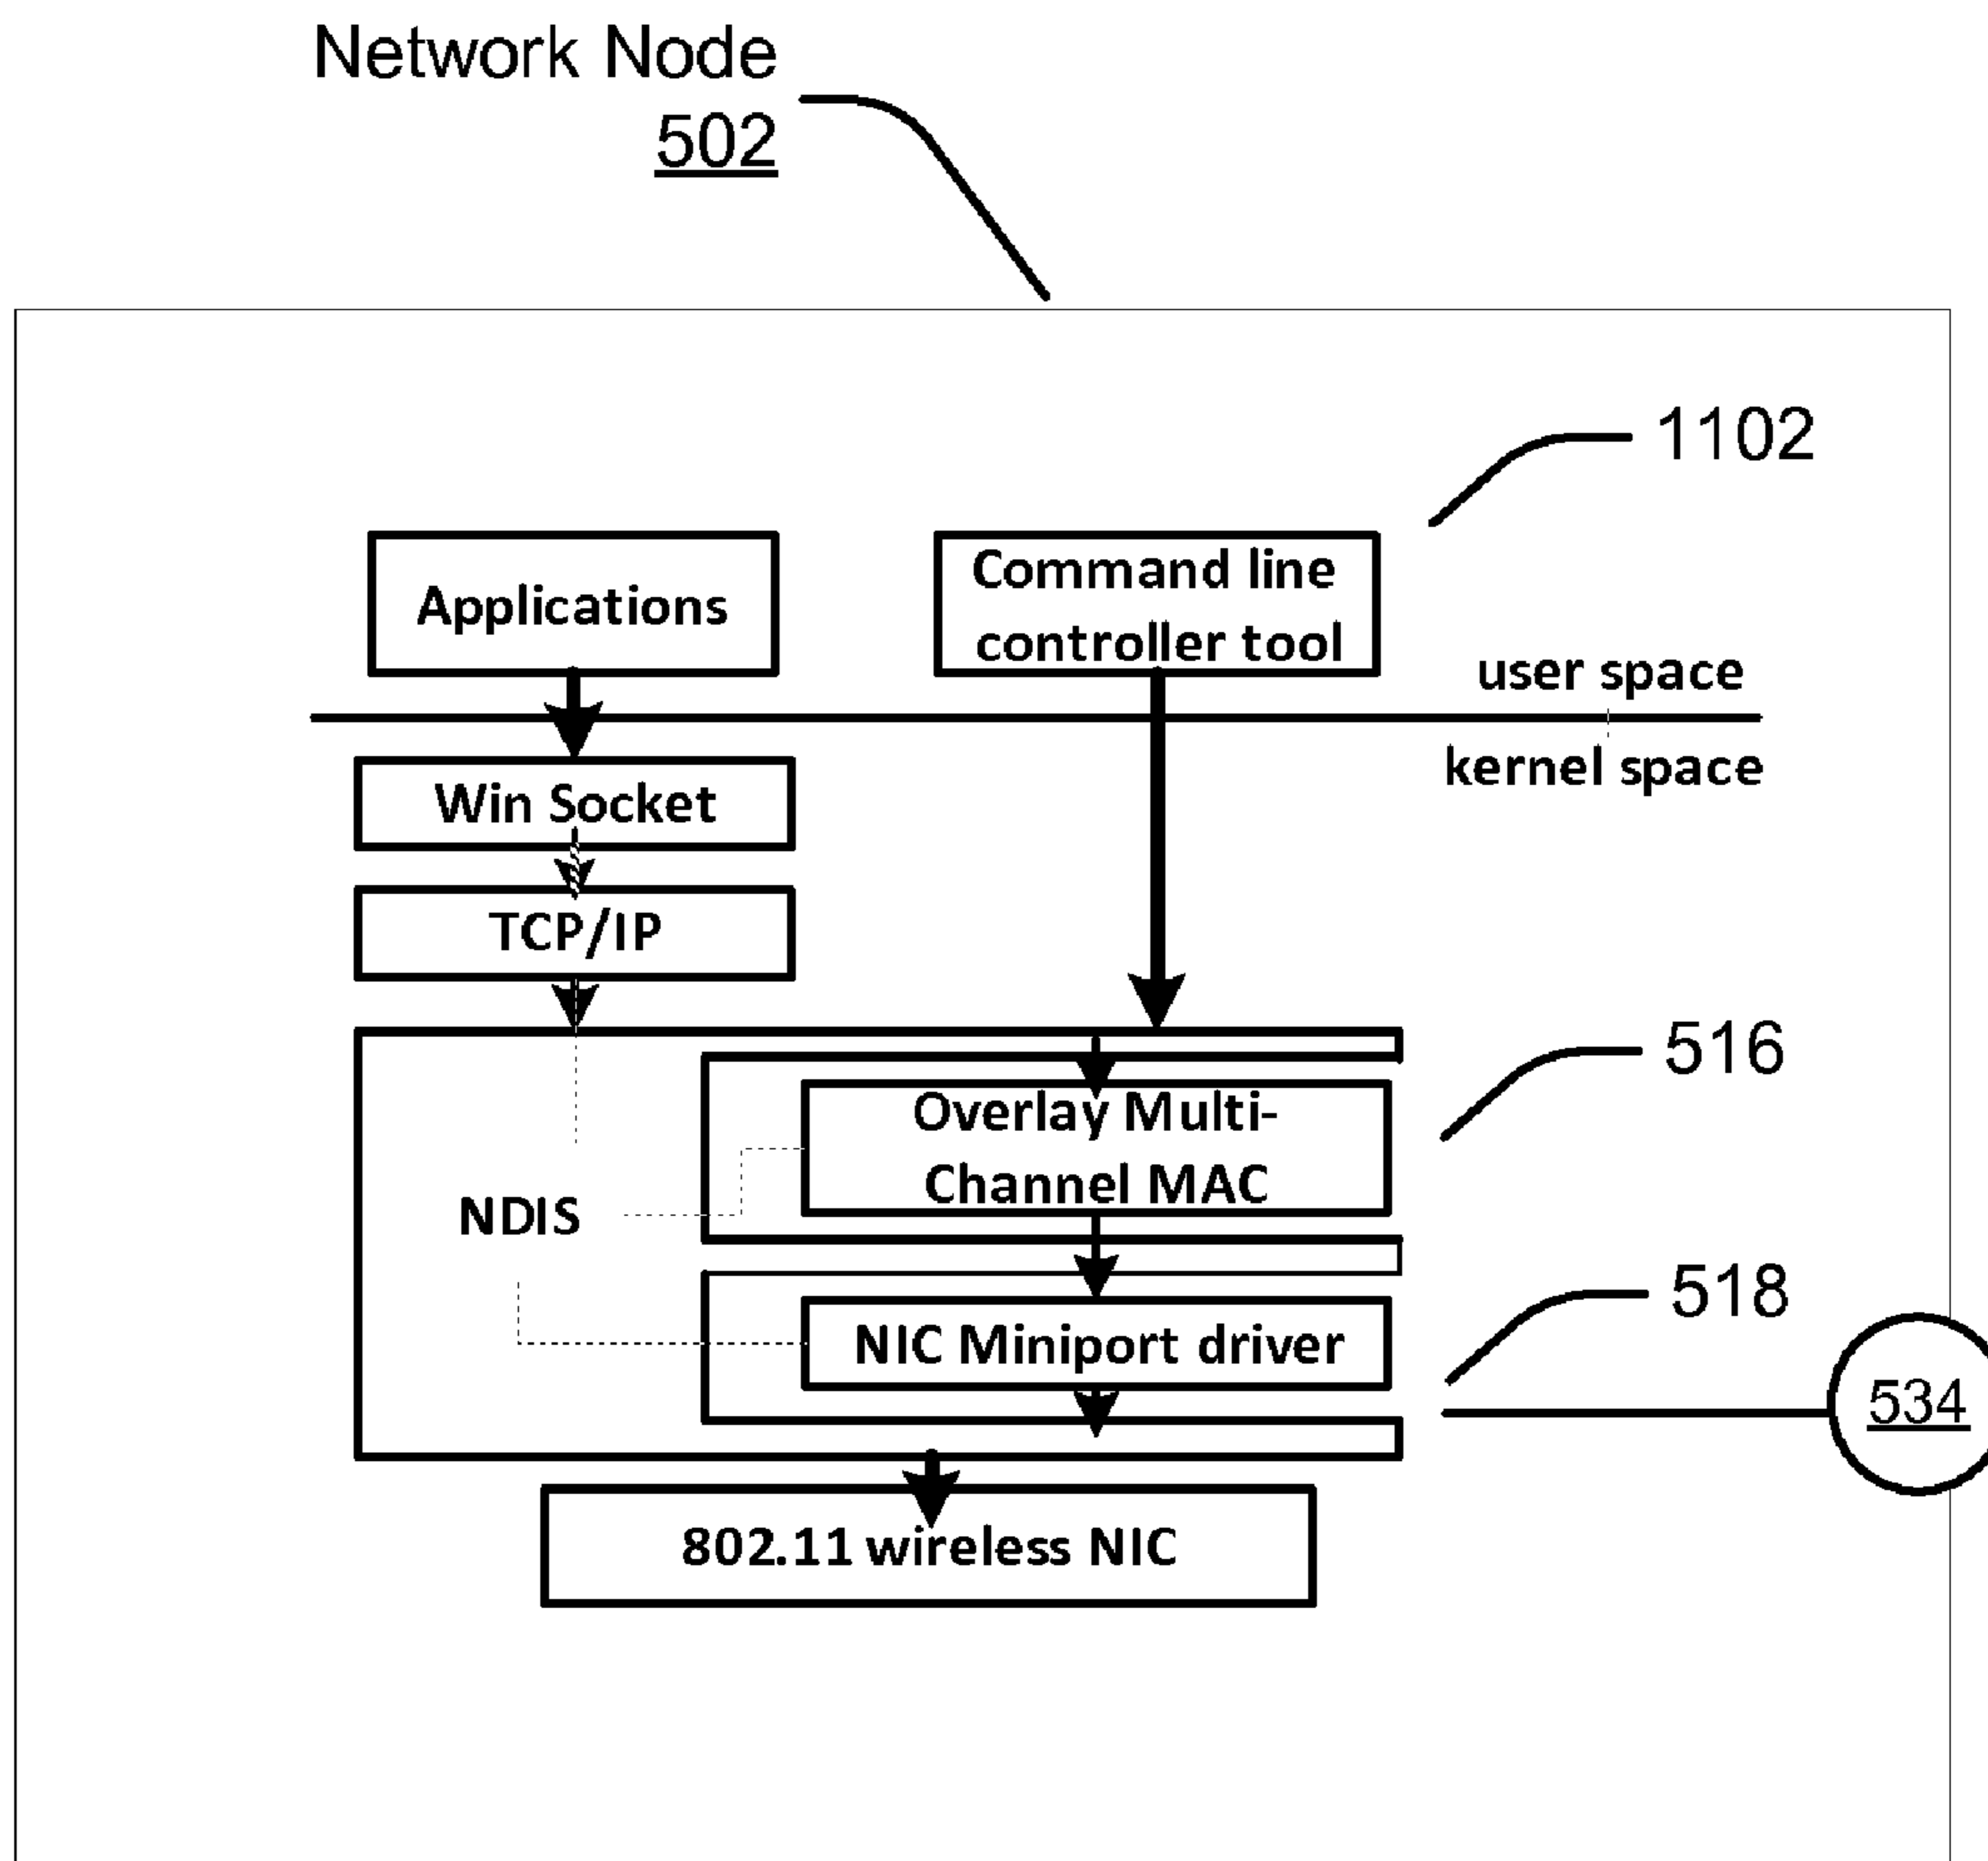 Network Node
502
1102
Applications
Command line
controller tool
user space
kernel space
Win Socket
TCP/IP
516
Overlay Multi-
Channel MAC
NDIS
518
NIC Miniport driver
534
802.11 wireless NIC